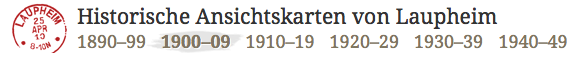 LAUPHEIM
25
APR
10
8-10N
Historische Ansichtskarten von Laupheim
1890–99 1900–09 1910–19 1920–29 1930–39 1940–49